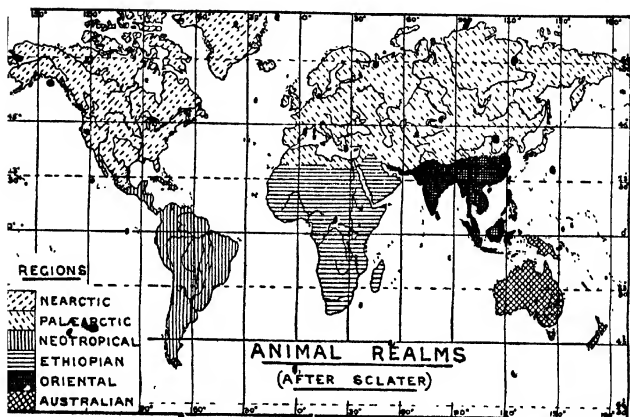 REGIONS
NEARCTIC
PALÆARCTIC
NEOTROPICAL
ETHIOPIAN
ORIENTAL
AUSTRALIAN
ANIMAL REALMS
(AFTER SCLATER)